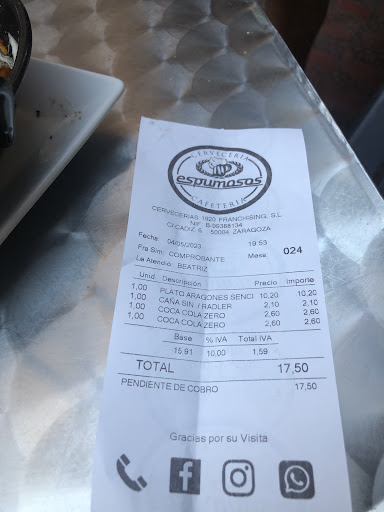 CERVECERIA
espumosos
CAFETERIA
CERVECERIAS 1920 FRANCHISING, S.L
NIF. B-99388134
C/CADIZ 6 50004 ZARAGOZA
Fecha 04/05/2023 19:53
Fra.Sim: COMPROBANTE Mesa: 024
Le Atendió: BEATRIZ
Unid. Descripción Precio Importe
1,00 PLATO ARAGONES SENCI 10,20 10,20
1,00 CAÑA SIN / RADLER 2,10 2,10
1,00 COCA COLA ZERO 2,60 2,60
1,00 COCA COLA ZERO 2,60 2,60
Base % IVA Total IVA
15,91 10,00 1,59
TOTAL 17,50
PENDIENTE DE COBRO 17,50
Gracias por su Visita